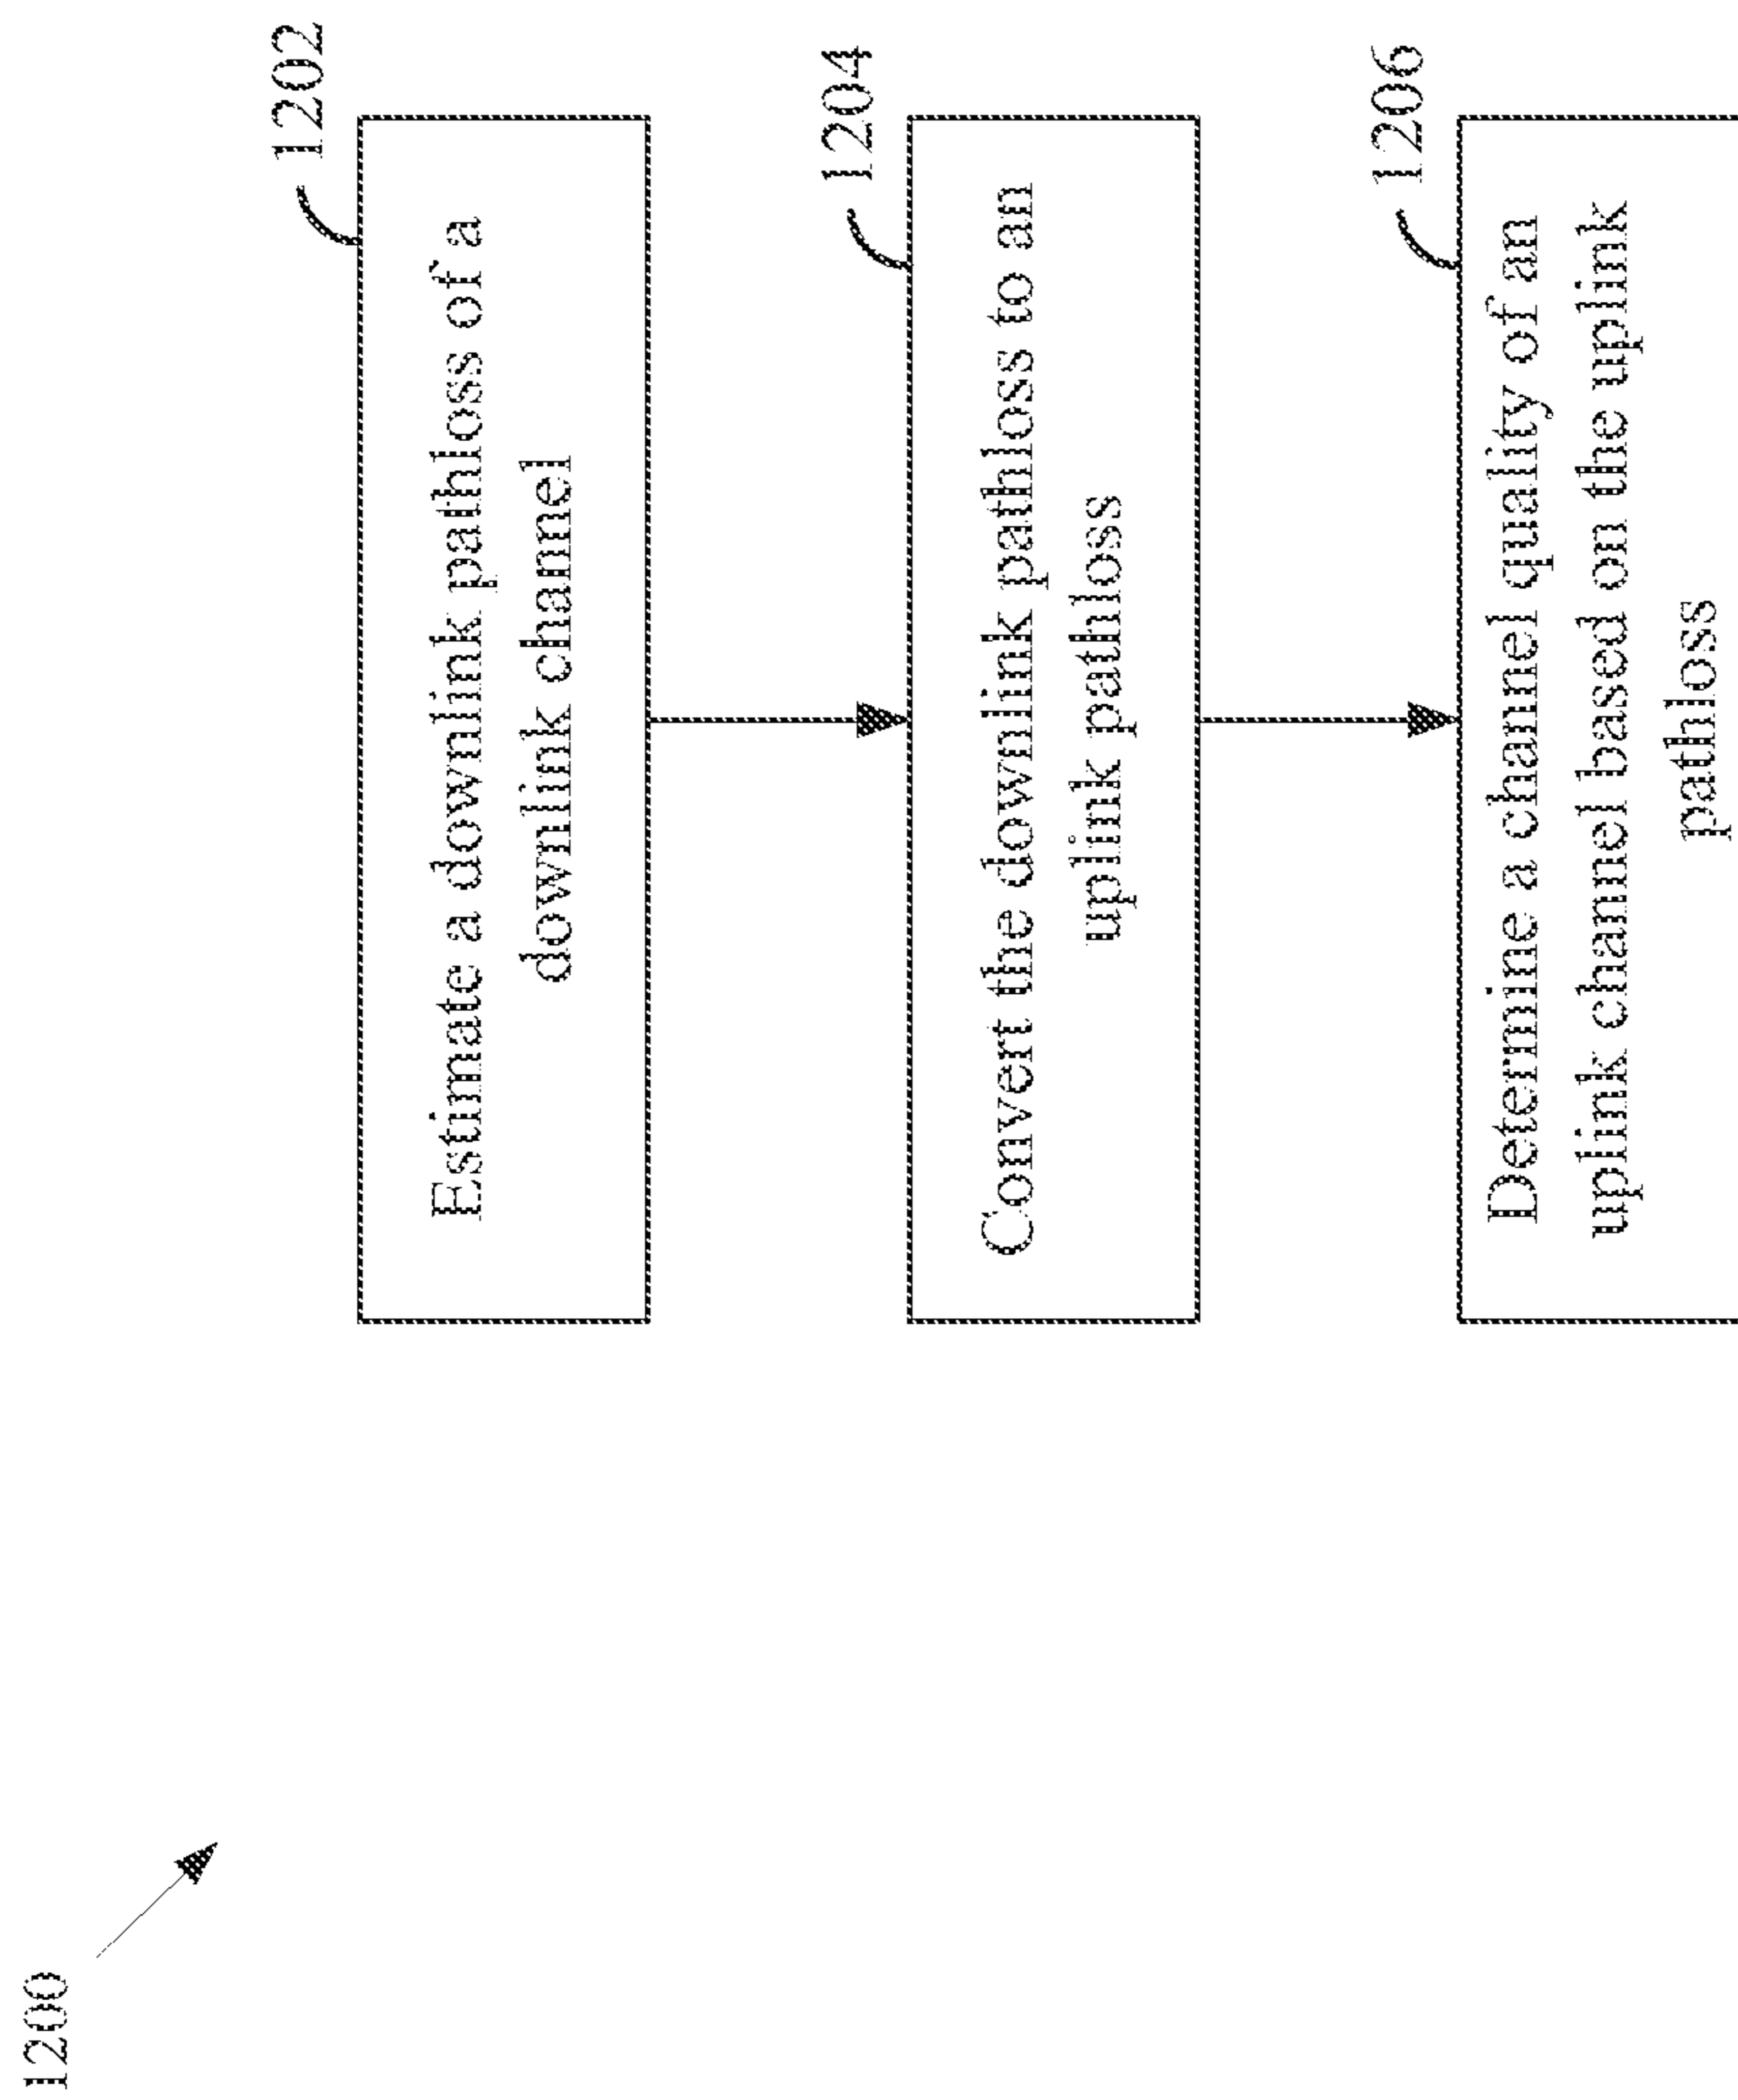 1200
1202
Estimate a downlink pathloss of a
downlink channel
1204
Convert the downlink pathloss to an
uplink pathloss
1206
Determine a channel quality of an
uplink channel based on the uplink
pathloss